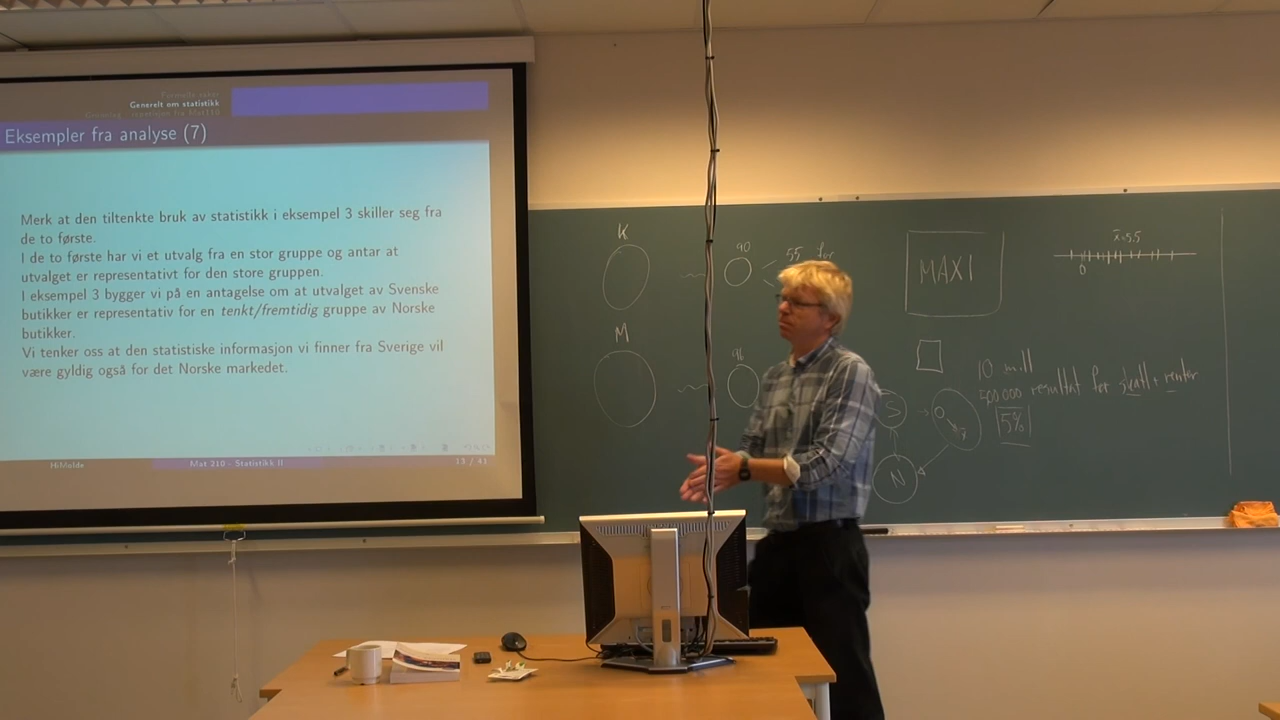 Generelt om statistikk
Eksempler fra analyse (7)
Merk at den tiltenkte bruk av statistikk i eksempel 3 skiller seg fra
de to første.
I de to første har vi et utvalg fra en stor gruppe og antar at
utvalget er representativt for den store gruppen.
I eksempel 3 bygger vi på en antagelse om at utvalget av Svenske
butikker er representativ for en tenkt/fremtidig gruppe av Norske
butikker.
Vi tenker oss at den statistiske informasjon vi finner fra Sverige vil
være gyldig også for det Norske markedet.
HiMolde
Mat 210 - Statistikk II
13 / 41
K
90
55 for
M
96
MAXI
x̄=5.5
0
10 mill
500 000 resultat for skatt + renter
5%
S
x̄
N